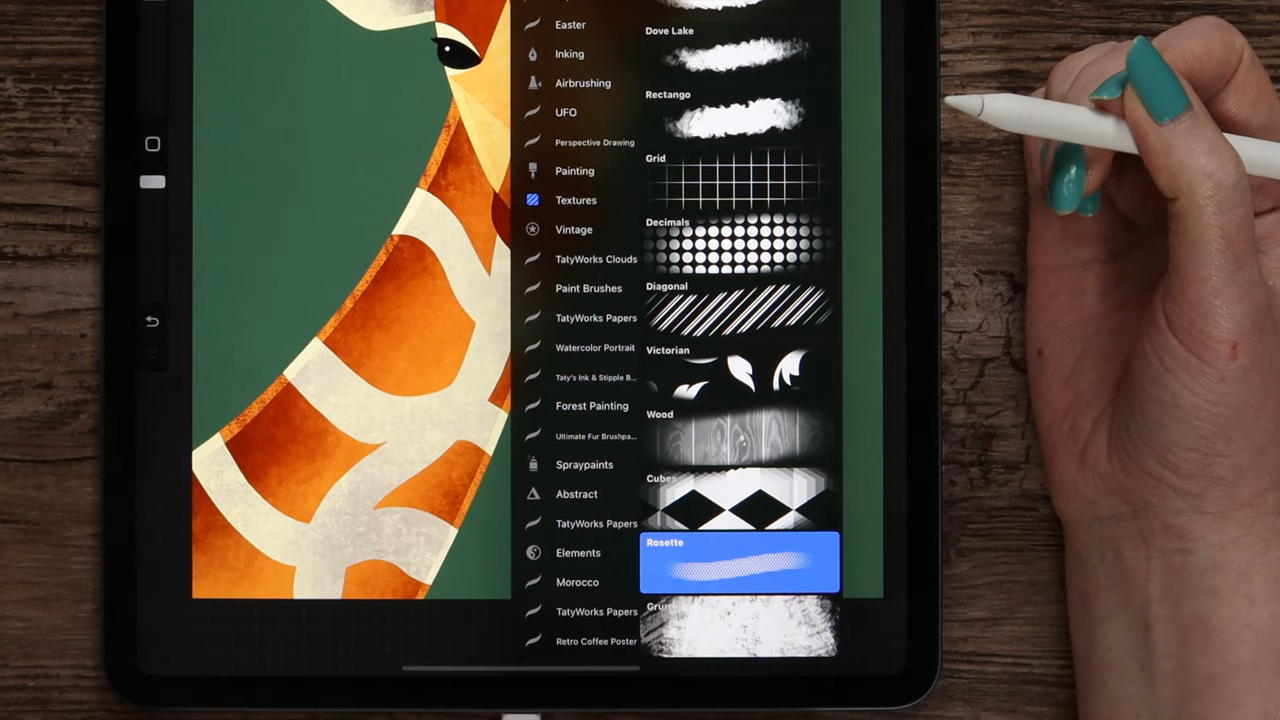 Easter
Inking
Airbrushing
UFO
Perspective Drawing
Painting
Textures
Vintage
TatyWorks Clouds
Paint Brushes
TatyWorks Papers
Watercolor Portrait
Taty's Ink & Stipple B...
Forest Painting
Ultimate Fur Brushpa...
Spraypaints
Abstract
TatyWorks Papers
Elements
Morocco
TatyWorks Papers
Retro Coffee Poster
Dove Lake
Rectango
Grid
Decimals
Diagonal
Victorian
Wood
Cubes
Rosette